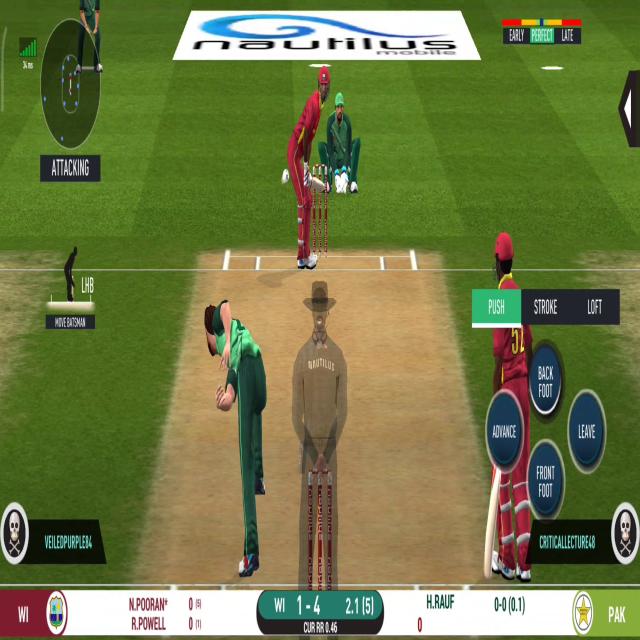 nautilus
mobile
EARLY PERFECT LATE
34 ms
ATTACKING
LHB
MOVE BATSMAN
PUSH STROKE LOFT
NAUTILUS
52
BACK FOOT
ADVANCE
LEAVE
FRONT FOOT
VEILEDPURPLE84
CRITICALLECTURE48
WI
N.POORAN* 0 (5)
R.POWELL 0 (1)
WI 1-4 2.1 (5)
CUR RR 0.46
H.RAUF 0-0 (0.1)
0
PAK